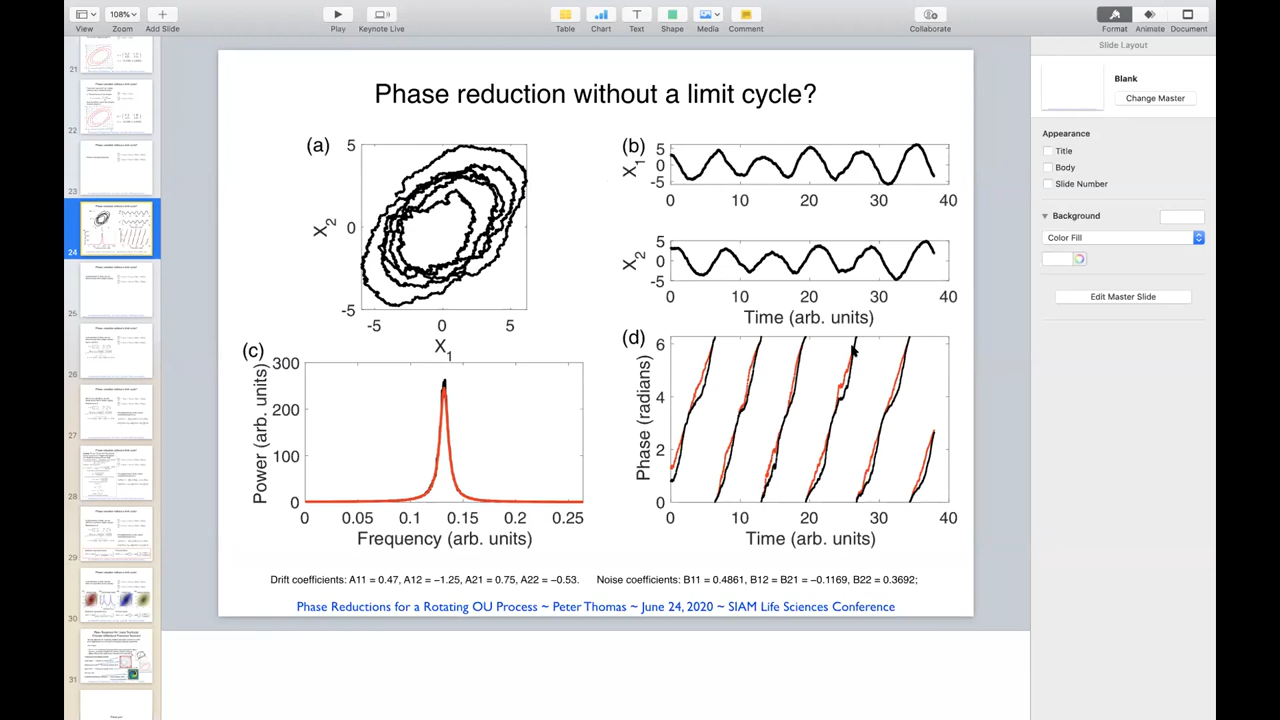 108%
View
Zoom
Add Slide
Play
Keynote Live
Table
Chart
Text
Shape
Media
Comment
Collaborate
Format
Animate
Document
21
22
23
24
25
26
27
28
29
30
31
Phase reduction without a limit cycle?
(a)
5
0
-5
X2
-5
0
5
X1
(b)
X1
5
0
-5
0
10
20
30
40
X2
5
0
-5
0
10
20
30
40
Time (arb. units)
(c)
Power (arb. units)
300
200
100
0
0
0.05
0.1
0.15
0.2
0.25
Frequency (arb. units)
(d)
Phase (radians)
6
4
2
0
0
10
20
30
40
Time (arb. units)
Drift coefficients: A11 = 0.47, A12 = −1.25, A21 = 0.75, A22 = -0.53.
Noise coefficients: B11 = 0.4861, B12 = B21 = B22 = 0.3892;
Phase Reductions for a Rotating OU Process ~ Peter Thomas ~ June 24, 2020 ~ SIAM Life Sciences Conference
Slide Layout
Blank
Change Master
Appearance
Title
Body
Slide Number
Background
Color Fill
Edit Master Slide